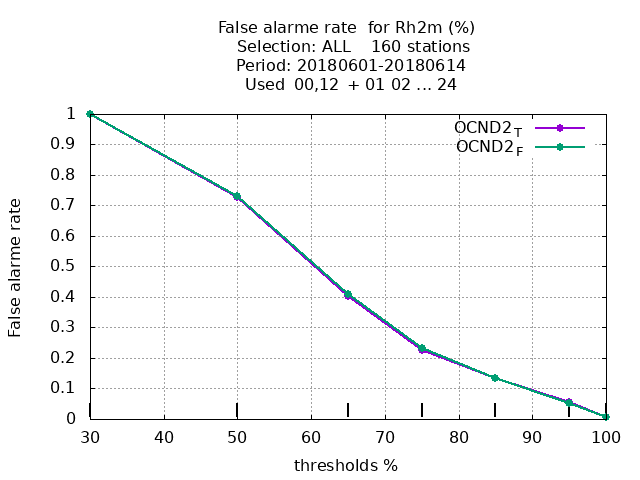 False alarme rate  for Rh2m (%)
Selection: ALL    160 stations
Period: 20180601-20180614
Used  00,12  + 01 02 ... 24
OCND2T
OCND2F
1
0.9
0.8
0.7
0.6
0.5
0.4
0.3
0.2
0.1
0
False alarme rate
30 40 50 60 70 80 90 100
thresholds %